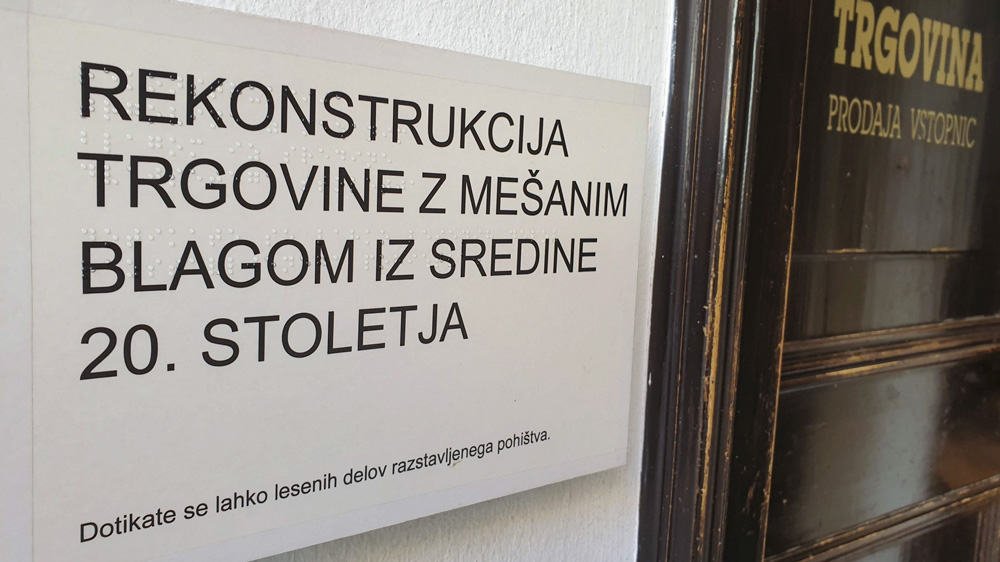 REKONSTRUKCIJA
TRGOVINE Z MEŠANIM
BLAGOM IZ SREDINE
20. STOLETJA
Dotikate se lahko lesenih delov razstavljenega pohištva.
TRGOVINA
PRODAJA VSTOPNIC